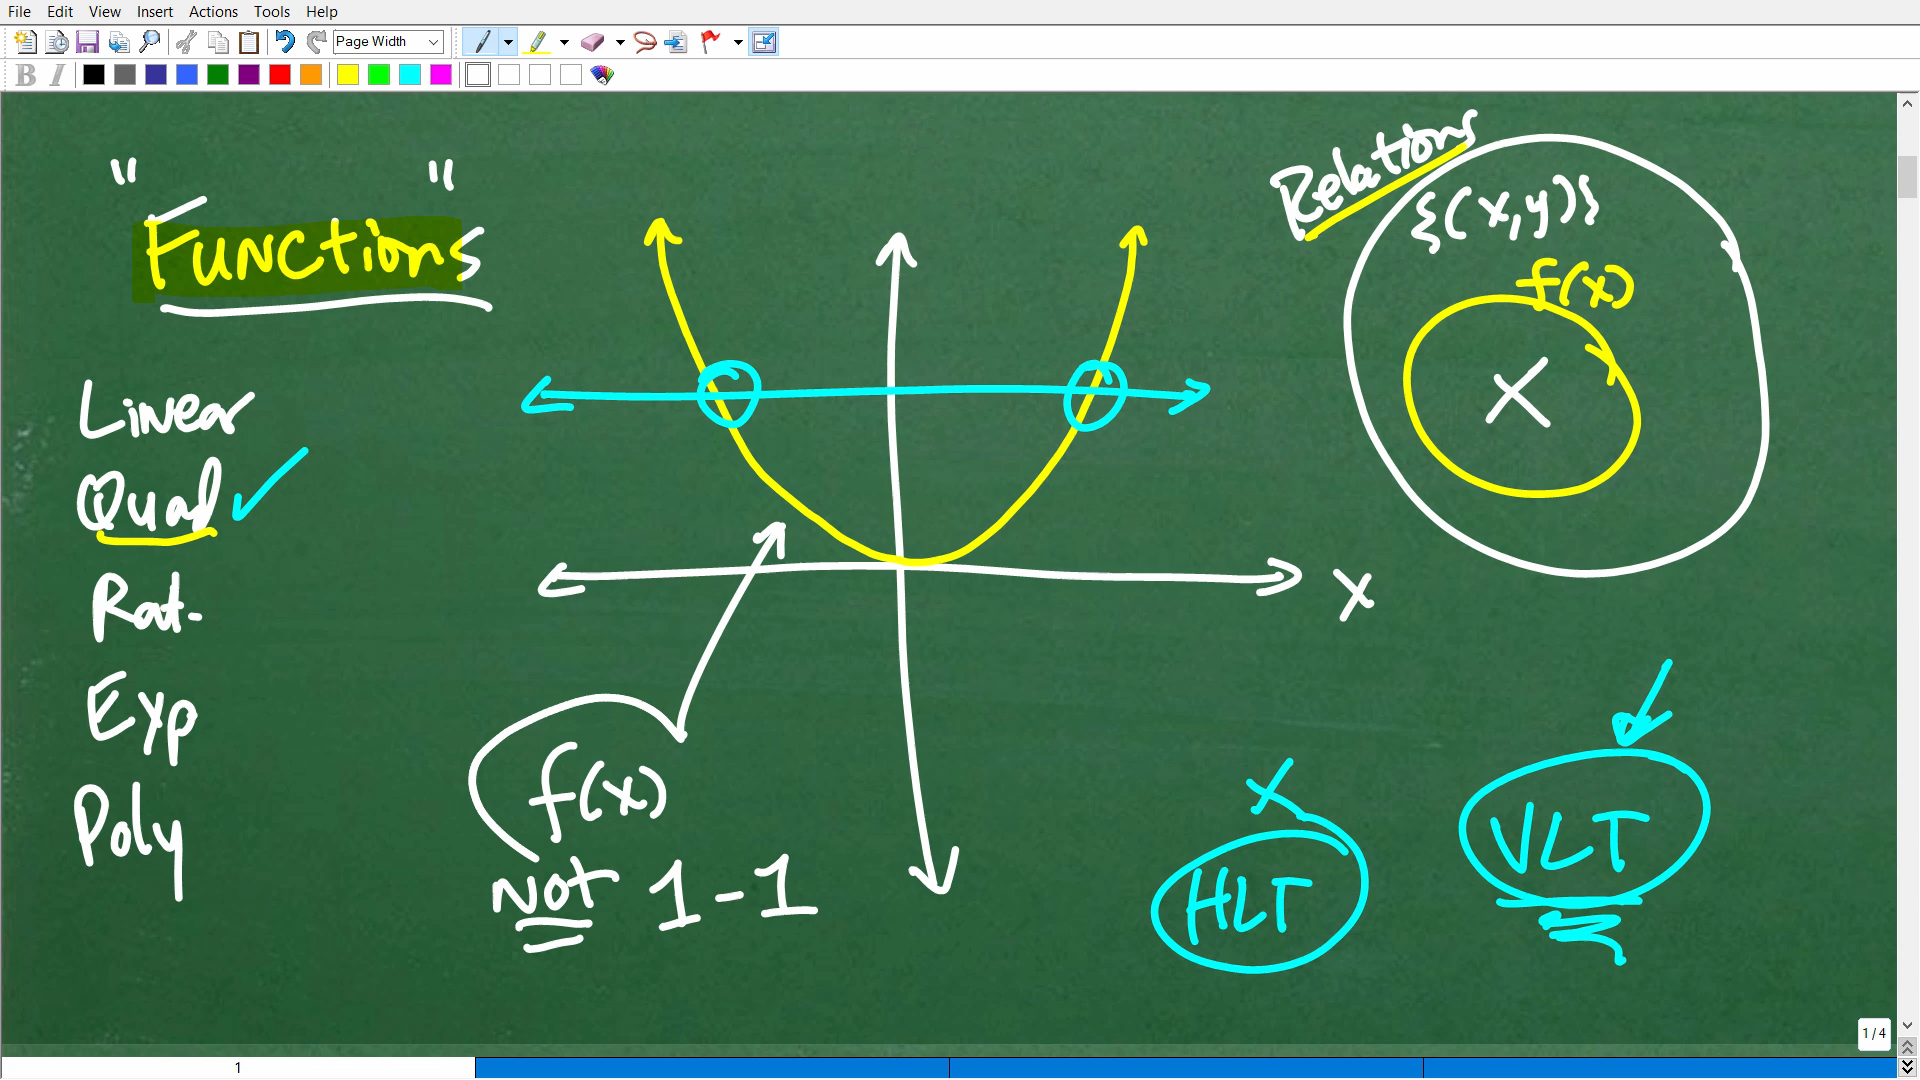 File Edit View Insert Actions Tools Help
Page Width
B I
" Functions "
Linear
Quad
Rat.
Exp
Poly
x
f(x)
Not 1-1
Relations
{(x,y)}
f(x)
X
HLT
VLT
1 / 4
1